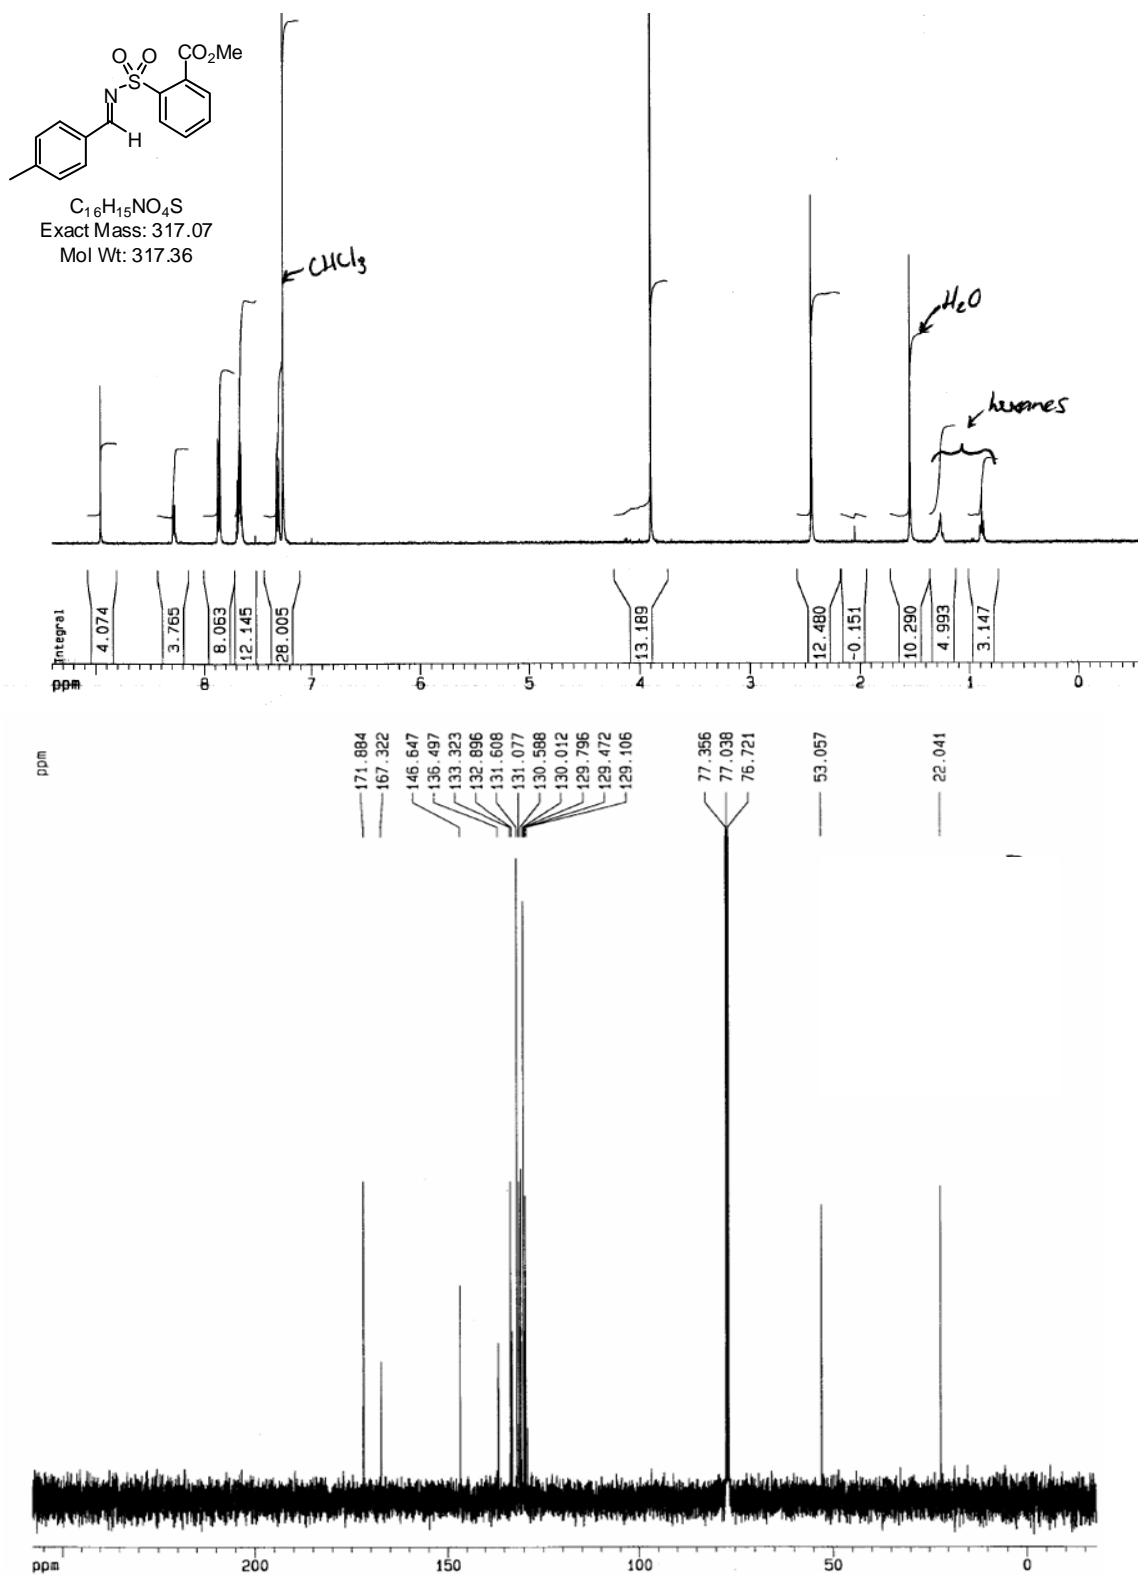 O O CO₂Me
S
N
H
C₁₆H₁₅NO₄S
Exact Mass: 317.07
Mol Wt: 317.36
CHCl₃
H₂O
hexanes
Integral
4.074
3.765
8.063
12.145
28.005
13.189
12.480
-0.151
10.290
4.993
3.147
ppm 8 7 6 5 4 3 2 1 0
ppm
171.884
167.322
146.647
136.497
133.323
132.896
131.608
131.077
130.588
130.012
129.796
129.472
129.106
77.356
77.038
76.721
53.057
22.041
ppm 200 150 100 50 0